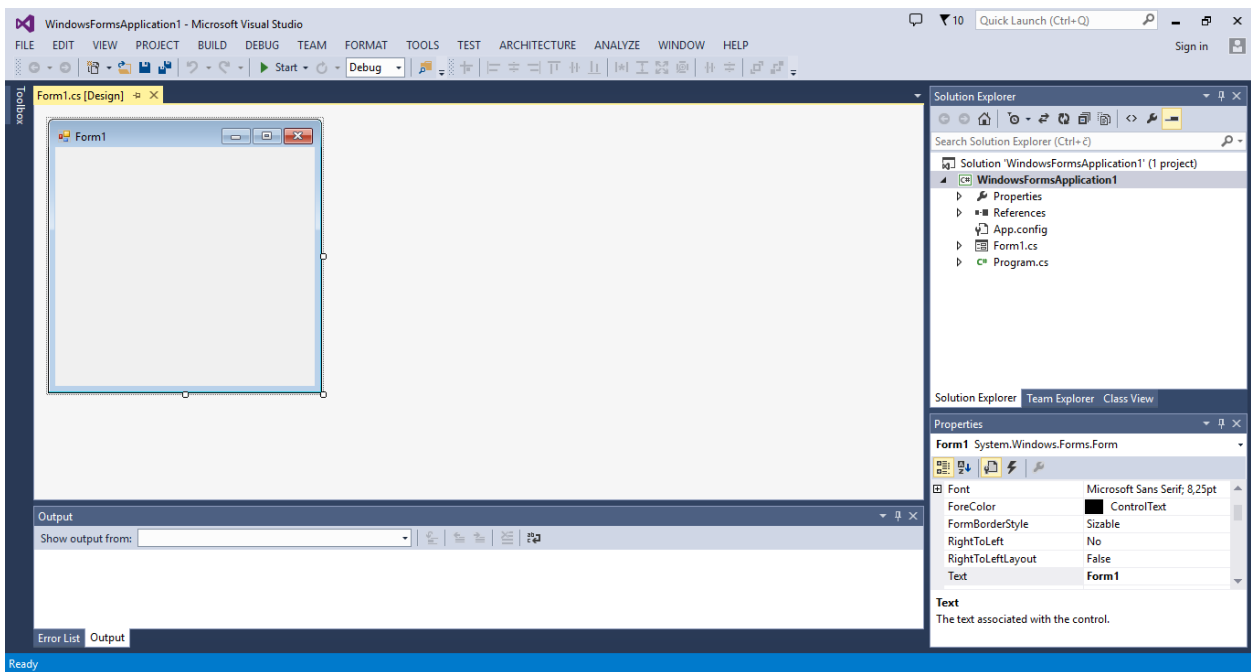 WindowsFormsApplication1 - Microsoft Visual Studio
10
Quick Launch (Ctrl+Q)
FILE EDIT VIEW PROJECT BUILD DEBUG TEAM FORMAT TOOLS TEST ARCHITECTURE ANALYZE WINDOW HELP
Sign in
Start Debug
Toolbox
Form1.cs [Design]
Form1
Solution Explorer
Search Solution Explorer (Ctrl+č)
Solution 'WindowsFormsApplication1' (1 project)
C# WindowsFormsApplication1
Properties
References
App.config
Form1.cs
C# Program.cs
Solution Explorer Team Explorer Class View
Properties
Form1 System.Windows.Forms.Form
Font Microsoft Sans Serif; 8,25pt
ForeColor ControlText
FormBorderStyle Sizable
RightToLeft No
RightToLeftLayout False
Text Form1
Text
The text associated with the control.
Output
Show output from:
Error List Output
Ready